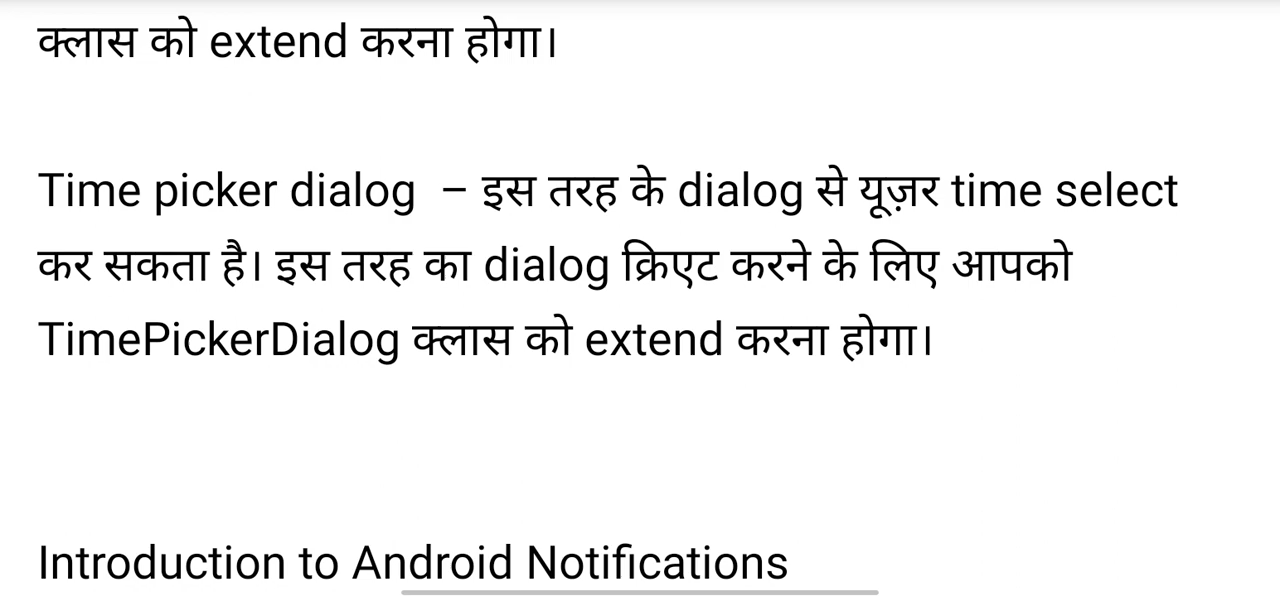 क्लास को extend करना होगा।
Time picker dialog – इस तरह के dialog से यूज़र time select
कर सकता है। इस तरह का dialog क्रिएट करने के लिए आपको
TimePickerDialog क्लास को extend करना होगा।
Introduction to Android Notifications